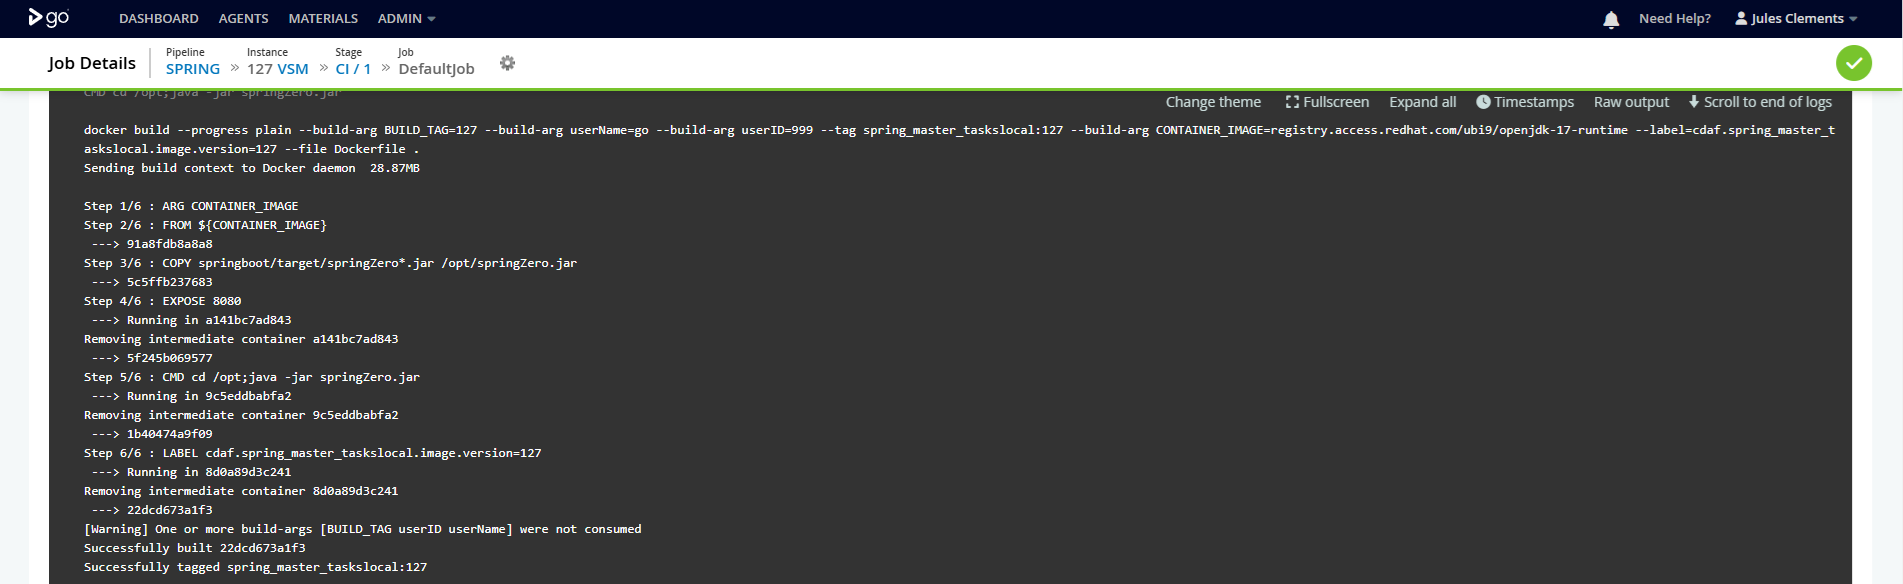 go DASHBOARD AGENTS MATERIALS ADMIN Need Help? Jules Clements
Job Details
Pipeline Instance Stage Job
SPRING » 127 VSM » CI / 1 » DefaultJob
CMD cd /opt;java -jar springZero.jar
Change theme Fullscreen Expand all Timestamps Raw output Scroll to end of logs
docker build --progress plain --build-arg BUILD_TAG=127 --build-arg userName=go --build-arg userID=999 --tag spring_master_taskslocal:127 --build-arg CONTAINER_IMAGE=registry.access.redhat.com/ubi9/openjdk-17-runtime --label=cdaf.spring_master_t
askslocal.image.version=127 --file Dockerfile .
Sending build context to Docker daemon  28.87MB
Step 1/6 : ARG CONTAINER_IMAGE
Step 2/6 : FROM ${CONTAINER_IMAGE}
---> 91a8fdb8a8a8
Step 3/6 : COPY springboot/target/springZero*.jar /opt/springZero.jar
---> 5c5ffb237683
Step 4/6 : EXPOSE 8080
---> Running in a141bc7ad843
Removing intermediate container a141bc7ad843
---> 5f245b069577
Step 5/6 : CMD cd /opt;java -jar springZero.jar
---> Running in 9c5eddbabfa2
Removing intermediate container 9c5eddbabfa2
---> 1b40474a9f09
Step 6/6 : LABEL cdaf.spring_master_taskslocal.image.version=127
---> Running in 8d0a89d3c241
Removing intermediate container 8d0a89d3c241
---> 22dcd673a1f3
[Warning] One or more build-args [BUILD_TAG userID userName] were not consumed
Successfully built 22dcd673a1f3
Successfully tagged spring_master_taskslocal:127